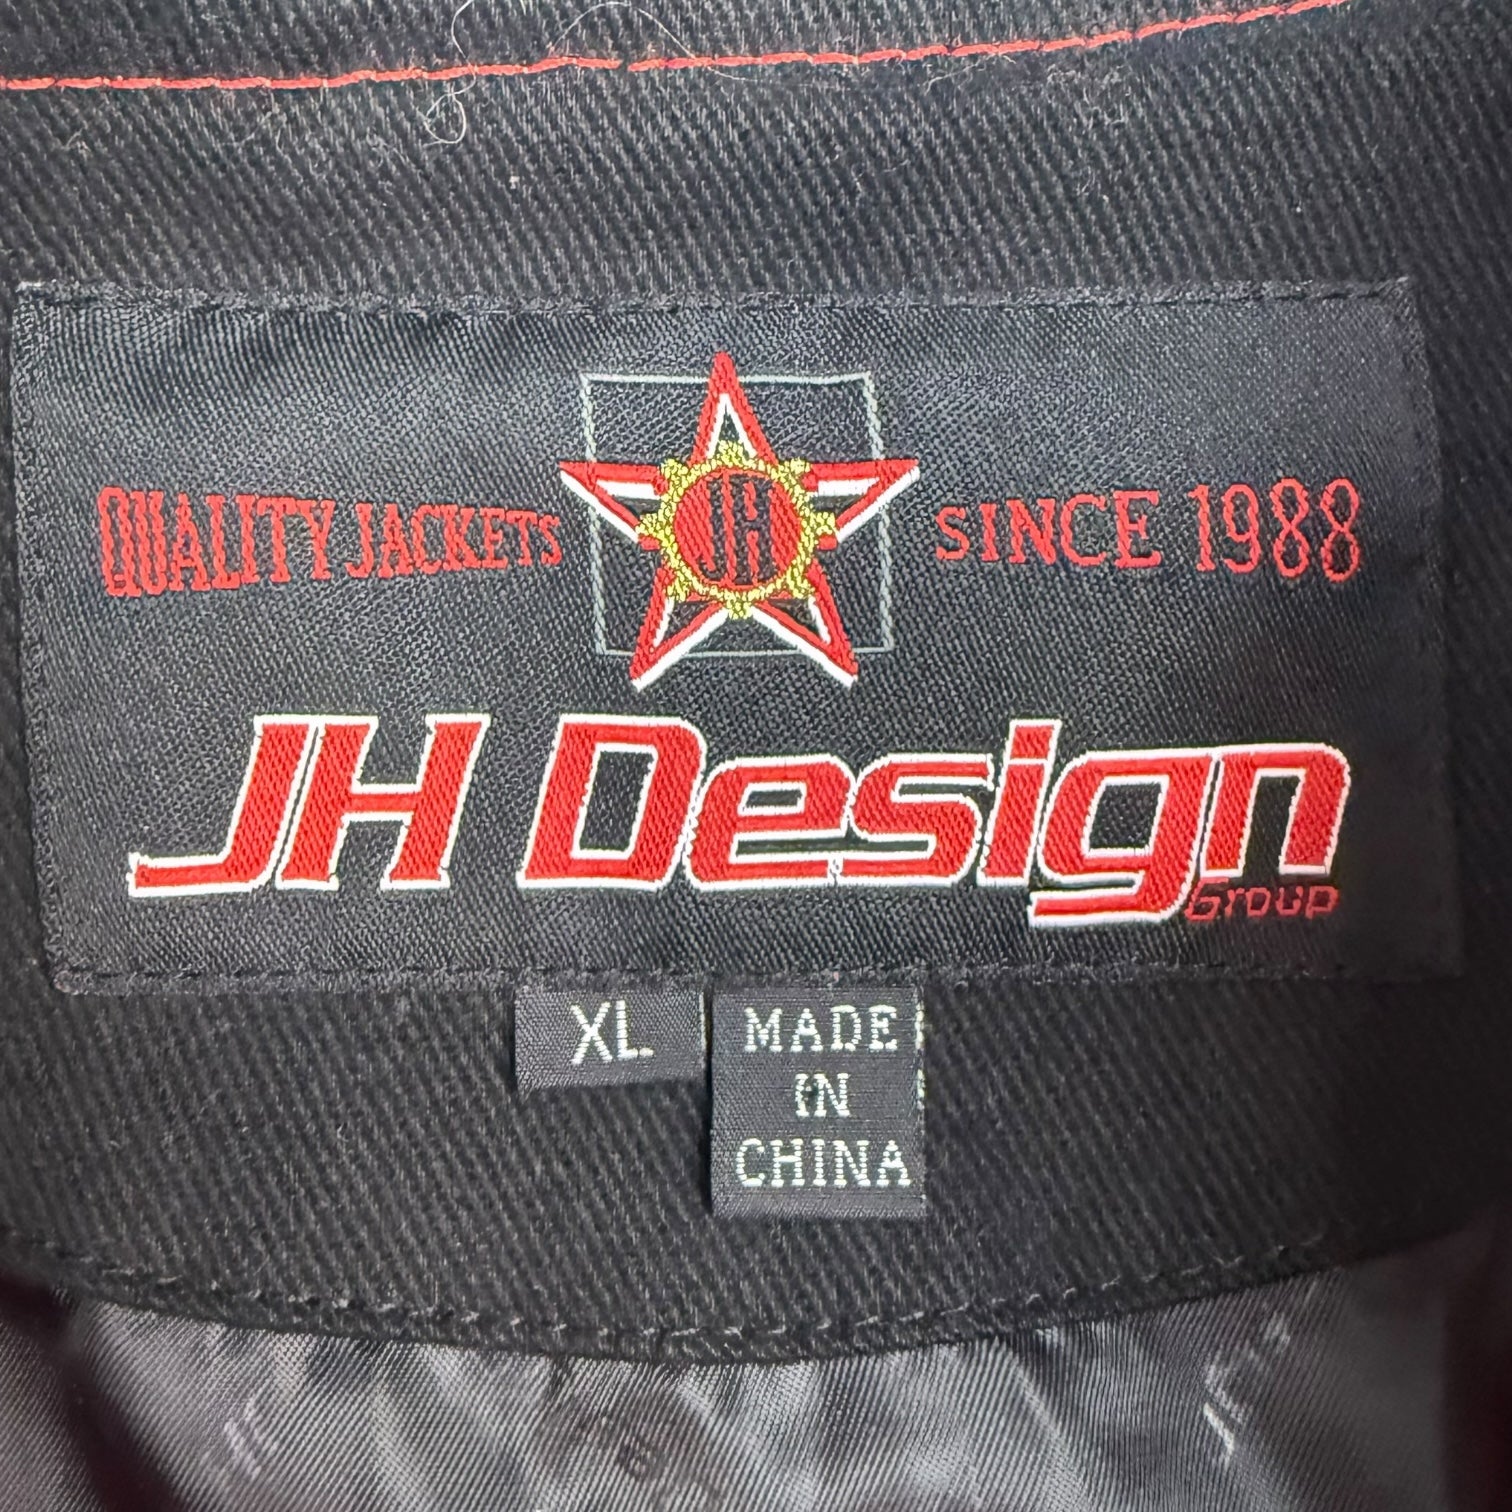 QUALITY JACKETS JH SINCE 1988
JH Design
Group
XL
MADE
IN
CHINA